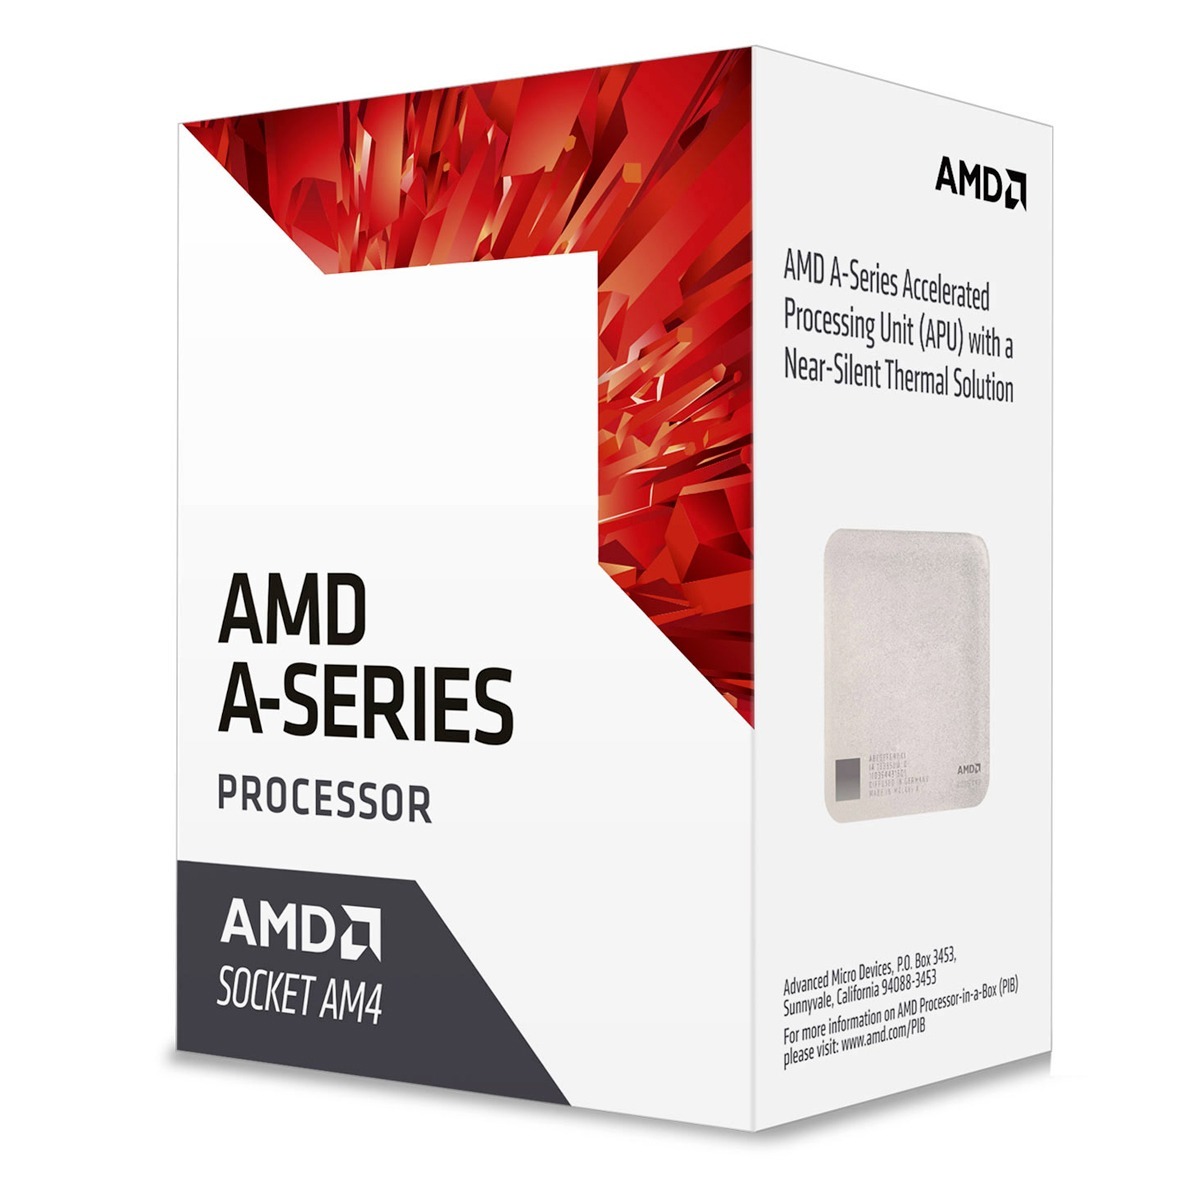 AMD
A-SERIES
PROCESSOR
AMD
SOCKET AM4
AMD
AMD A-Series Accelerated
Processing Unit (APU) with a
Near-Silent Thermal Solution
AMD
Advanced Micro Devices, P.O. Box 3453,
Sunnyvale, California 94088-3453
For more information on AMD Processor-in-a-Box (PIB)
please visit: www.amd.com/PIB